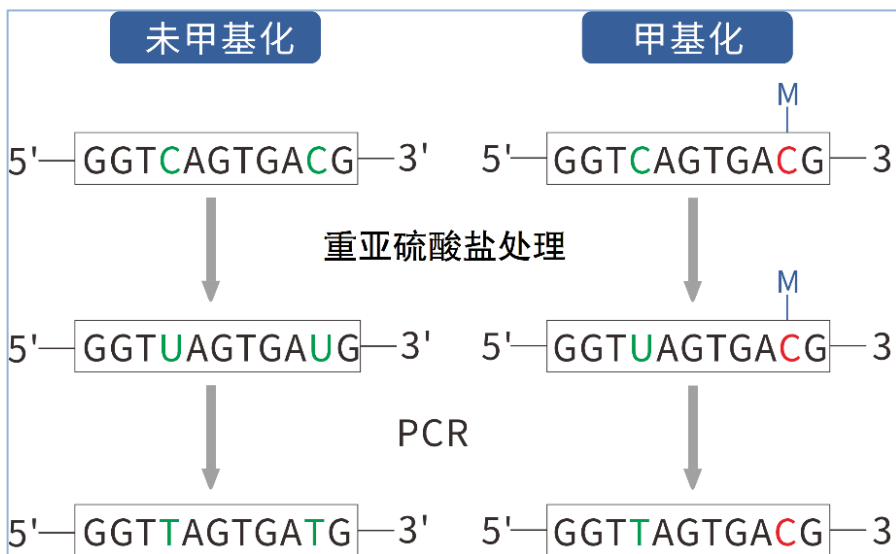 未甲基化 甲基化
M
5' GGTCAGTGACG 3' 5' GGTCAGTGACG 3
重亚硫酸盐处理
M
5' GGTUAGTGAUG 3' 5' GGTUAGTGACG 3
PCR
5' GGTTAGTGATG 3' 5' GGTTAGTGACG 3